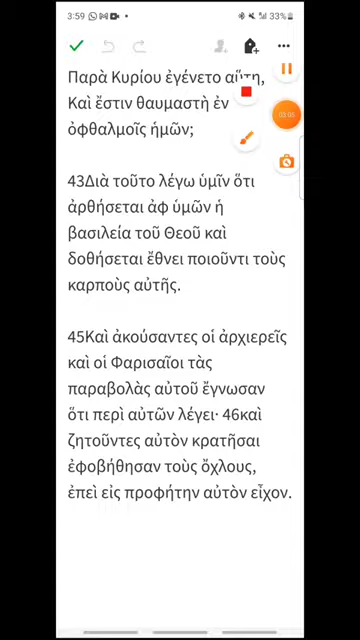 3:59
33%
Παρὰ Κυρίου ἐγένετο αὕτη,
Καὶ ἔστιν θαυμαστὴ ἐν
ὀφθαλμοῖς ἡμῶν;
03:05
43Διὰ τοῦτο λέγω ὑμῖν ὅτι
ἀρθήσεται ἀφ ὑμῶν ἡ
βασιλεία τοῦ Θεοῦ καὶ
δοθήσεται ἔθνει ποιοῦντι τοὺς
καρποὺς αὐτῆς.
45Καὶ ἀκούσαντες οἱ ἀρχιερεῖς
καὶ οἱ Φαρισαῖοι τὰς
παραβολὰς αὐτοῦ ἔγνωσαν
ὅτι περὶ αὐτῶν λέγει· 46καὶ
ζητοῦντες αὐτὸν κρατῆσαι
ἐφοβήθησαν τοὺς ὄχλους,
ἐπεὶ εἰς προφήτην αὐτὸν εἶχον.